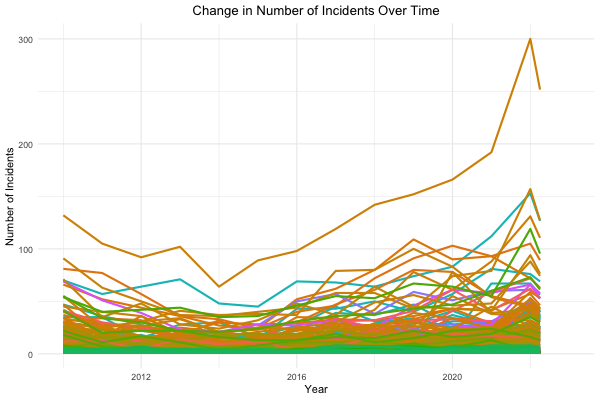 Change in Number of Incidents Over Time
Number of Incidents
300
200
100
0
2012
2016
2020
Year